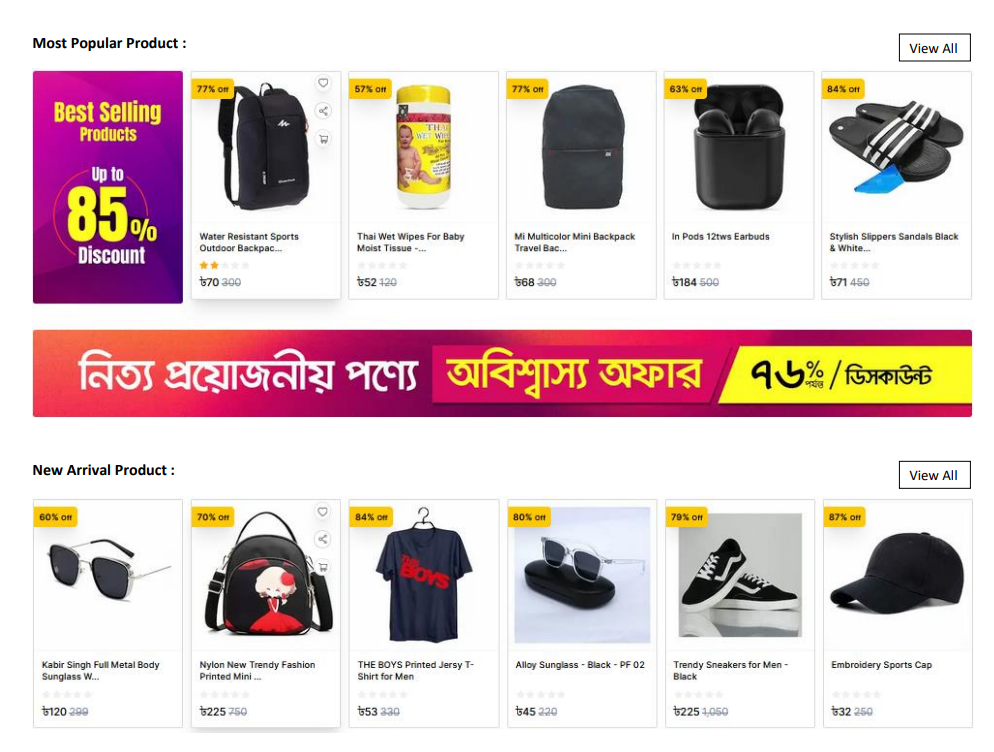 Most Popular Product :
View All
Best Selling
Products
Up to
85%
Discount
77% Off
Water Resistant Sports
Outdoor Backpac...
৳70 300
57% Off
THAI
WET WIPES
Thai Wet Wipes For Baby
Moist Tissue -...
৳52 120
77% Off
Mi Multicolor Mini Backpack
Travel Bac...
৳68 300
63% Off
In Pods 12tws Earbuds
৳184 500
84% Off
Stylish Slippers Sandals Black
& White...
৳71 450
নিত্য প্রয়োজনীয় পণ্যে অবিশ্বাস্য অফার ৭৬% পর্যন্ত / ডিসকাউন্ট
New Arrival Product :
View All
60% Off
Kabir Singh Full Metal Body
Sunglass W...
৳120 299
70% Off
Nylon New Trendy Fashion
Printed Mini ...
৳225 750
84% Off
THE
BOYS
THE BOYS Printed Jersy T-
Shirt for Men
৳53 330
80% Off
Alloy Sunglass - Black - PF 02
৳45 220
79% Off
Trendy Sneakers for Men -
Black
৳225 1,050
87% Off
Embroidery Sports Cap
৳32 250